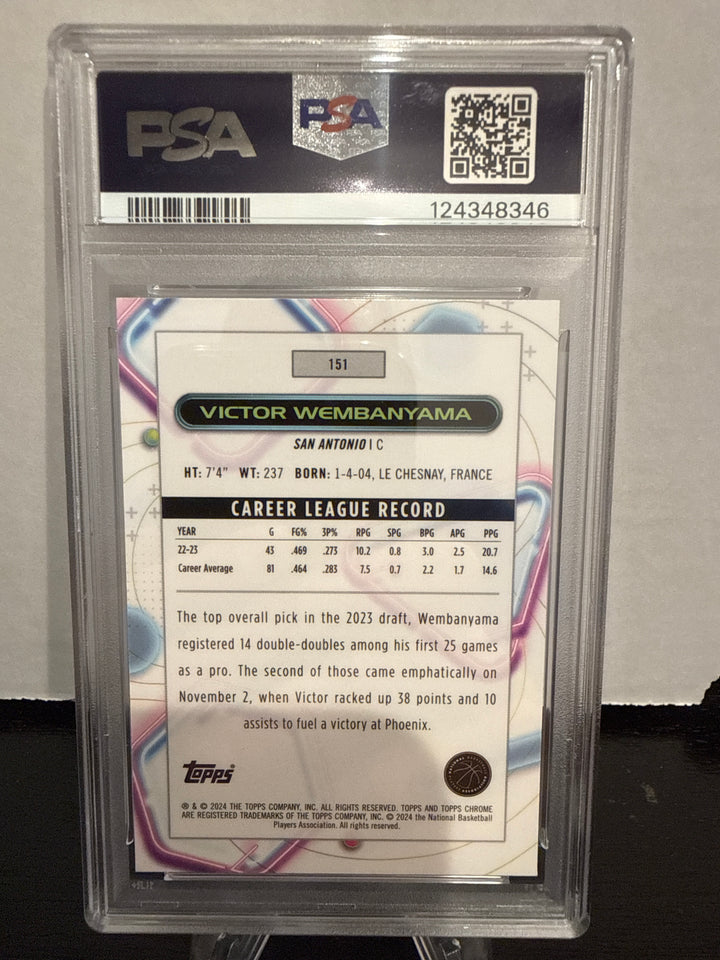 PSA
PSA
124348346
151
VICTOR WEMBANYAMA
SAN ANTONIO | C
HT: 7'4" WT: 237 BORN: 1-4-04, LE CHESNAY, FRANCE
CAREER LEAGUE RECORD
YEAR G FG% 3P% RPG SPG BPG APG PPG
22-23 43 .469 .273 10.2 0.8 3.0 2.5 20.7
Career Average 81 .464 .283 7.5 0.7 2.2 1.7 14.6
The top overall pick in the 2023 draft, Wembanyama
registered 14 double-doubles among his first 25 games
as a pro. The second of those came emphatically on
November 2, when Victor racked up 38 points and 10
assists to fuel a victory at Phoenix.
Topps®
® & © 2024 THE TOPPS COMPANY, INC. ALL RIGHTS RESERVED. TOPPS AND TOPPS CHROME
ARE REGISTERED TRADEMARKS OF THE TOPPS COMPANY, INC. © 2024 the National Basketball
Players Association. All rights reserved.